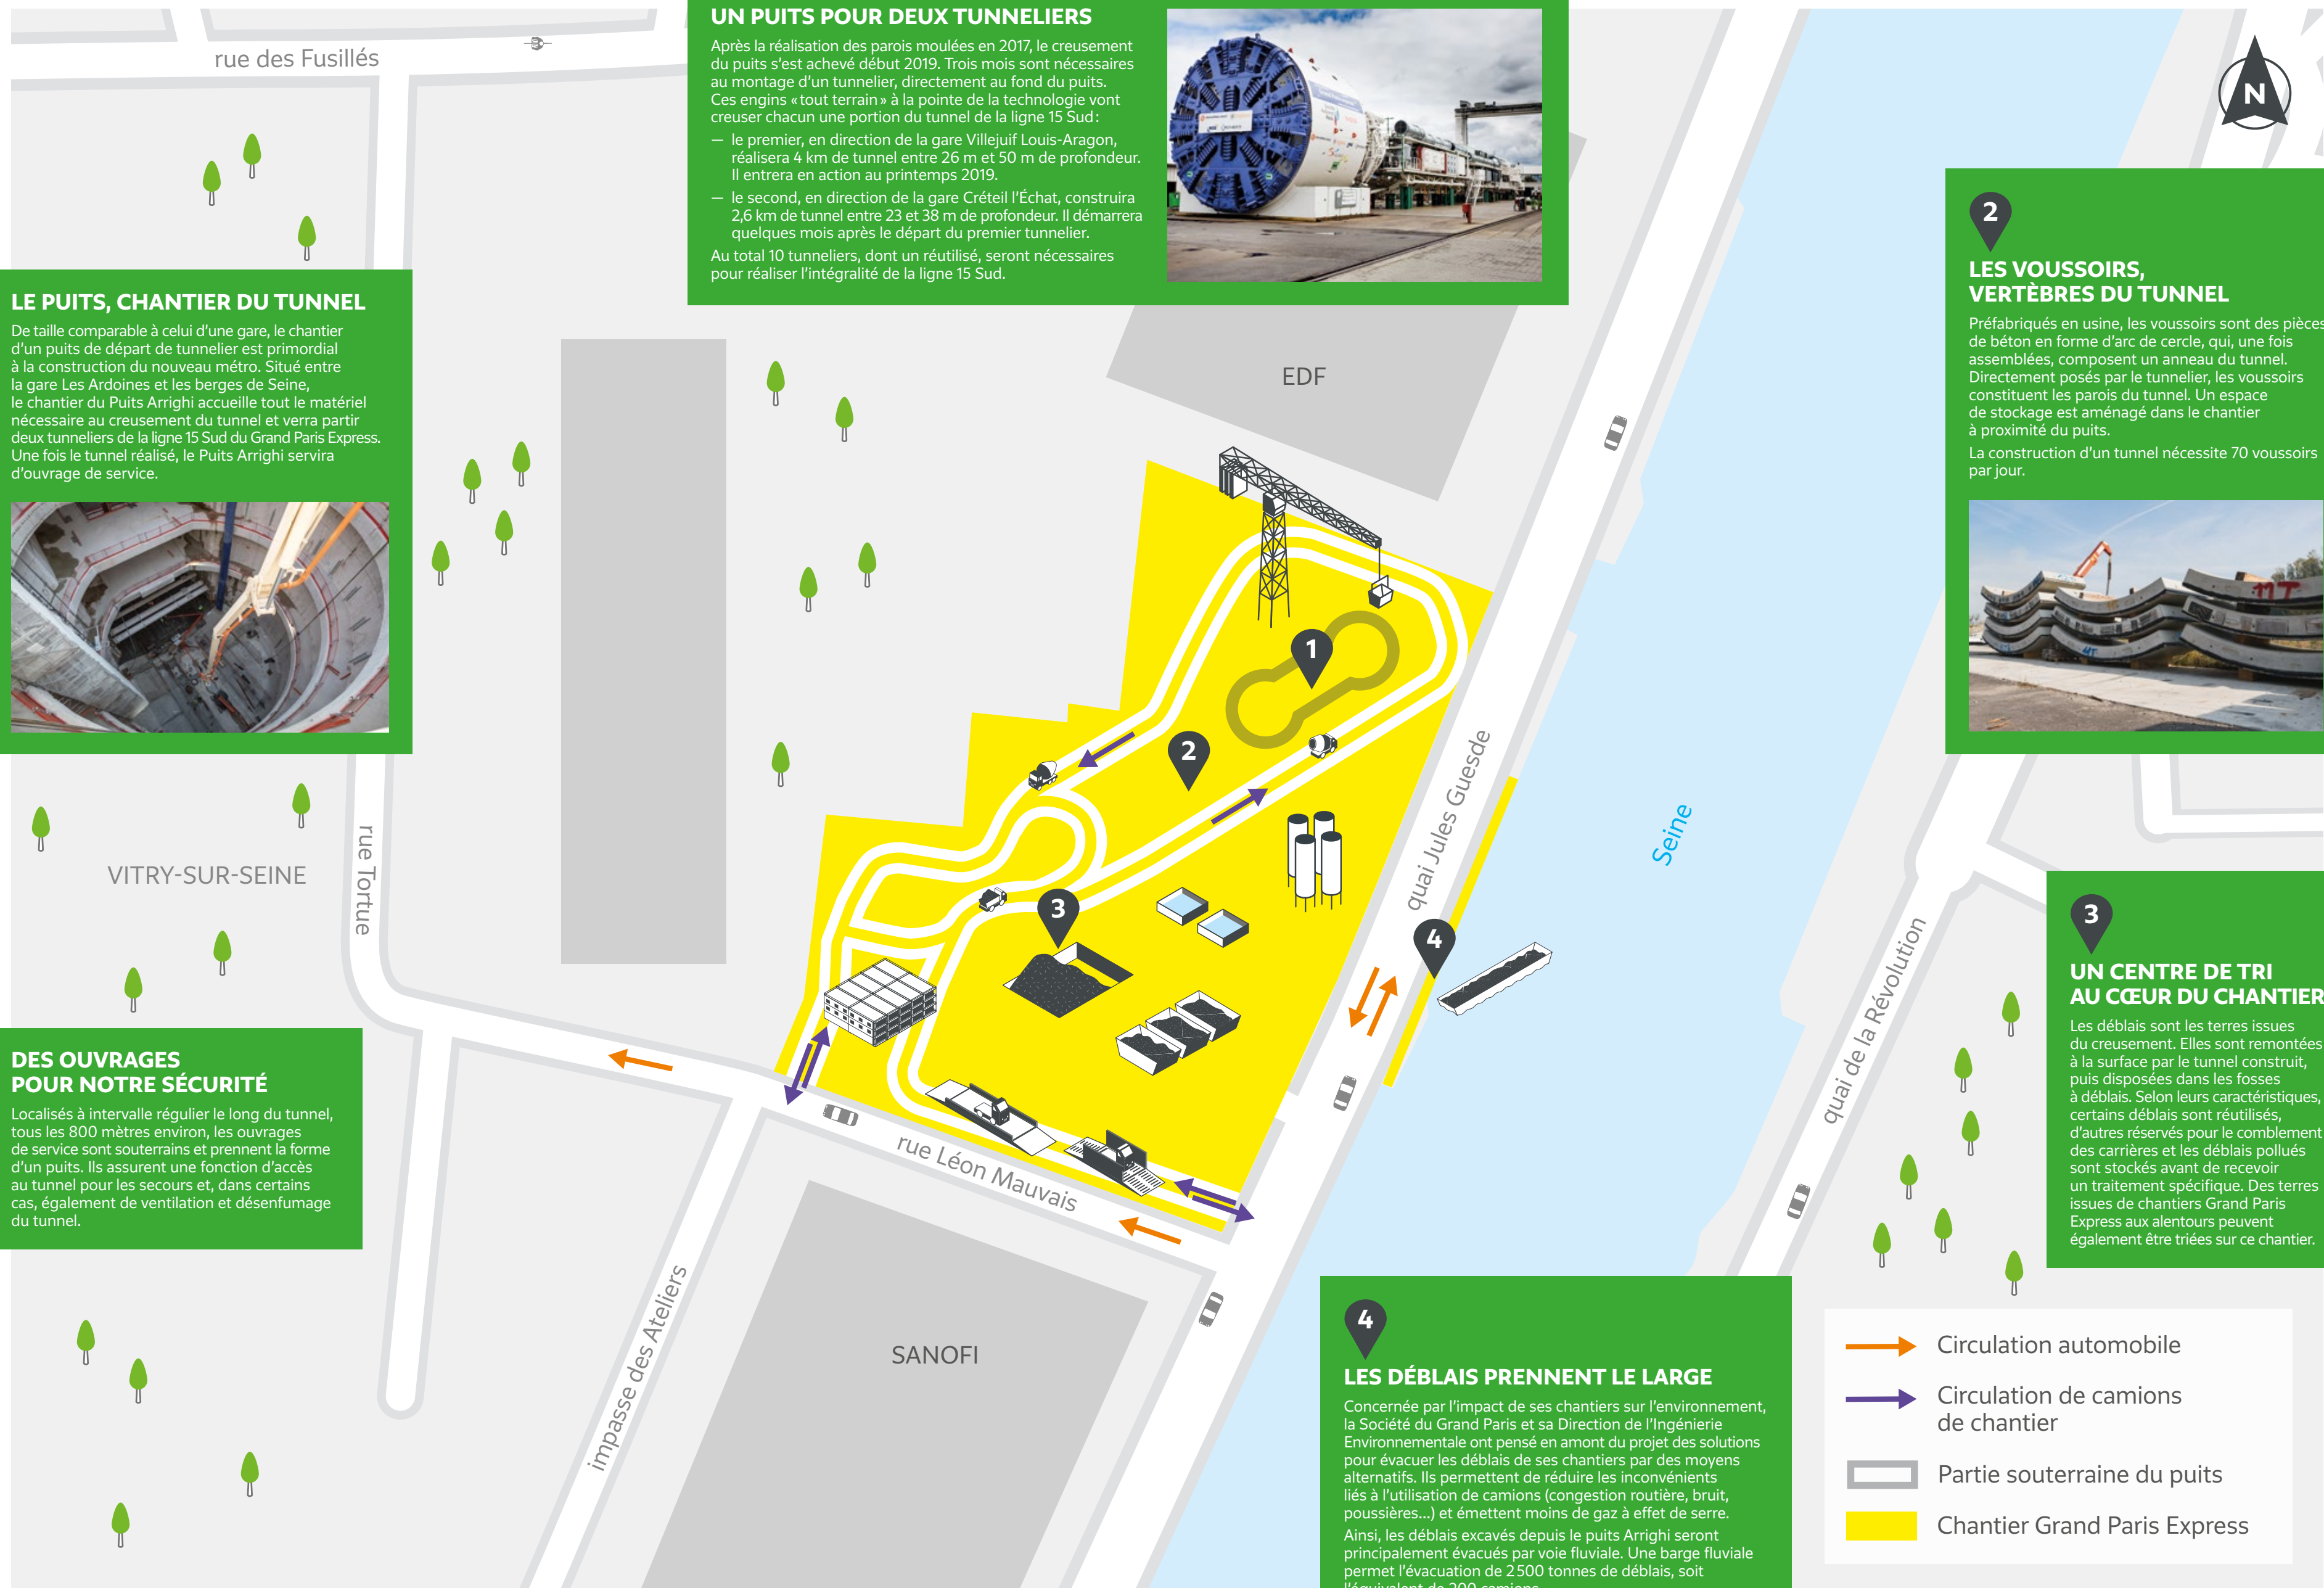 UN PUITS POUR DEUX TUNNELIERS
Après la réalisation des parois moulées en 2017, le creusement
du puits s'est achevé début 2019. Trois mois sont nécessaires
au montage d'un tunnelier, directement au fond du puits.
Ces engins « tout terrain » à la pointe de la technologie vont
creuser chacun une portion du tunnel de la ligne 15 Sud :
— le premier, en direction de la gare Villejuif Louis-Aragon,
réalisera 4 km de tunnel entre 26 m et 50 m de profondeur.
Il entrera en action au printemps 2019.
— le second, en direction de la gare Créteil l'Échat, construira
2,6 km de tunnel entre 23 et 38 m de profondeur. Il démarrera
quelques mois après le départ du premier tunnelier.
Au total 10 tunneliers, dont un réutilisé, seront nécessaires
pour réaliser l'intégralité de la ligne 15 Sud.
rue des Fusillés
N
LE PUITS, CHANTIER DU TUNNEL
De taille comparable à celui d'une gare, le chantier
d'un puits de départ de tunnelier est primordial
à la construction du nouveau métro. Situé entre
la gare Les Ardoines et les berges de Seine,
le chantier du Puits Arrighi accueille tout le matériel
nécessaire au creusement du tunnel et verra partir
deux tunneliers de la ligne 15 Sud du Grand Paris Express.
Une fois le tunnel réalisé, le Puits Arrighi servira
d'ouvrage de service.
2
LES VOUSSOIRS,
VERTÈBRES DU TUNNEL
Préfabriqués en usine, les voussoirs sont des pièces
de béton en forme d'arc de cercle, qui, une fois
assemblées, composent un anneau du tunnel.
Directement posés par le tunnelier, les voussoirs
constituent les parois du tunnel. Un espace
de stockage est aménagé dans le chantier
à proximité du puits.
La construction d'un tunnel nécessite 70 voussoirs
par jour.
11T
EDF
1
2
3
4
quai Jules Guesde
Seine
VITRY-SUR-SEINE
rue Tortue
quai de la Révolution
rue Léon Mauvais
impasse des Ateliers
SANOFI
3
UN CENTRE DE TRI
AU CŒUR DU CHANTIER
Les déblais sont les terres issues
du creusement. Elles sont remontées
à la surface par le tunnel construit,
puis disposées dans les fosses
à déblais. Selon leurs caractéristiques,
certains déblais sont réutilisés,
d'autres réservés pour le comblement
des carrières et les déblais pollués
sont stockés avant de recevoir
un traitement spécifique. Des terres
issues de chantiers Grand Paris
Express aux alentours peuvent
également être triées sur ce chantier.
DES OUVRAGES
POUR NOTRE SÉCURITÉ
Localisés à intervalle régulier le long du tunnel,
tous les 800 mètres environ, les ouvrages
de service sont souterrains et prennent la forme
d'un puits. Ils assurent une fonction d'accès
au tunnel pour les secours et, dans certains
cas, également de ventilation et désenfumage
du tunnel.
4
LES DÉBLAIS PRENNENT LE LARGE
Concernée par l'impact de ses chantiers sur l'environnement,
la Société du Grand Paris et sa Direction de l'Ingénierie
Environnementale ont pensé en amont du projet des solutions
pour évacuer les déblais de ses chantiers par des moyens
alternatifs. Ils permettent de réduire les inconvénients
liés à l'utilisation de camions (congestion routière, bruit,
poussières...) et émettent moins de gaz à effet de serre.
Ainsi, les déblais excavés depuis le puits Arrighi seront
principalement évacués par voie fluviale. Une barge fluviale
permet l'évacuation de 2 500 tonnes de déblais, soit
l'équivalent de 200 camions.
Circulation automobile
Circulation de camions
de chantier
Partie souterraine du puits
Chantier Grand Paris Express